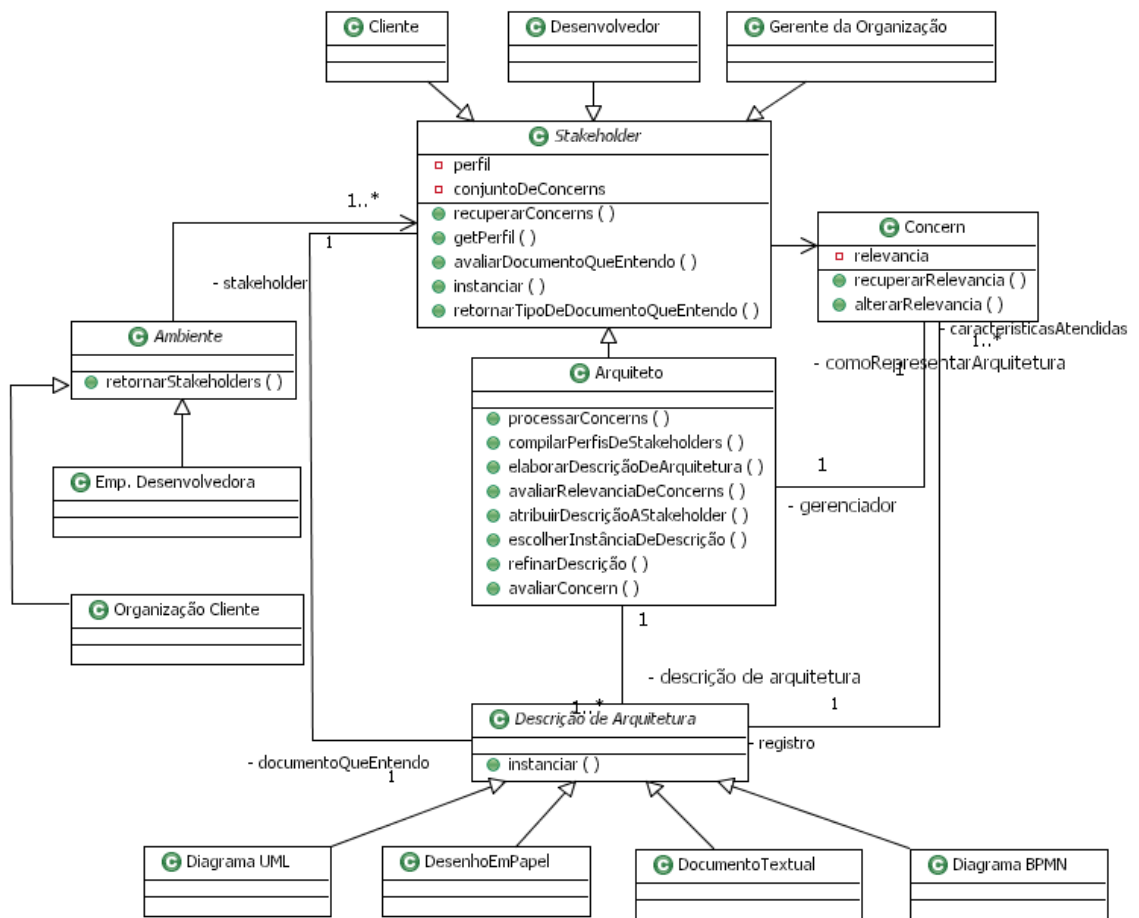 Cliente
Desenvolvedor
Gerente da Organização
Stakeholder
perfil
conjuntoDeConcerns
recuperarConcerns ( )
getPerfil ( )
avaliarDocumentoQueEntendo ( )
instanciar ( )
retornarTipoDeDocumentoQueEntendo ( )
1..*
1
- stakeholder
Concern
relevancia
recuperarRelevancia ( )
alterarRelevancia ( )
- caracteristicasAtendidas
1..*
- comoRepresentarArquitetura
1
Ambiente
retornarStakeholders ( )
Arquiteto
processarConcerns ( )
compilarPerfisDeStakeholders ( )
elaborarDescriçãoDeArquitetura ( )
avaliarRelevanciaDeConcerns ( )
atribuirDescriçãoAStakeholder ( )
escolherInstânciaDeDescrição ( )
refinarDescrição ( )
avaliarConcern ( )
1
- gerenciador
Emp. Desenvolvedora
Organização Cliente
1
- descrição de arquitetura
1..*
1
Descrição de Arquitetura
instanciar ( )
- registro
- documentoQueEntendo
1
Diagrama UML
DesenhoEmPapel
DocumentoTextual
Diagrama BPMN